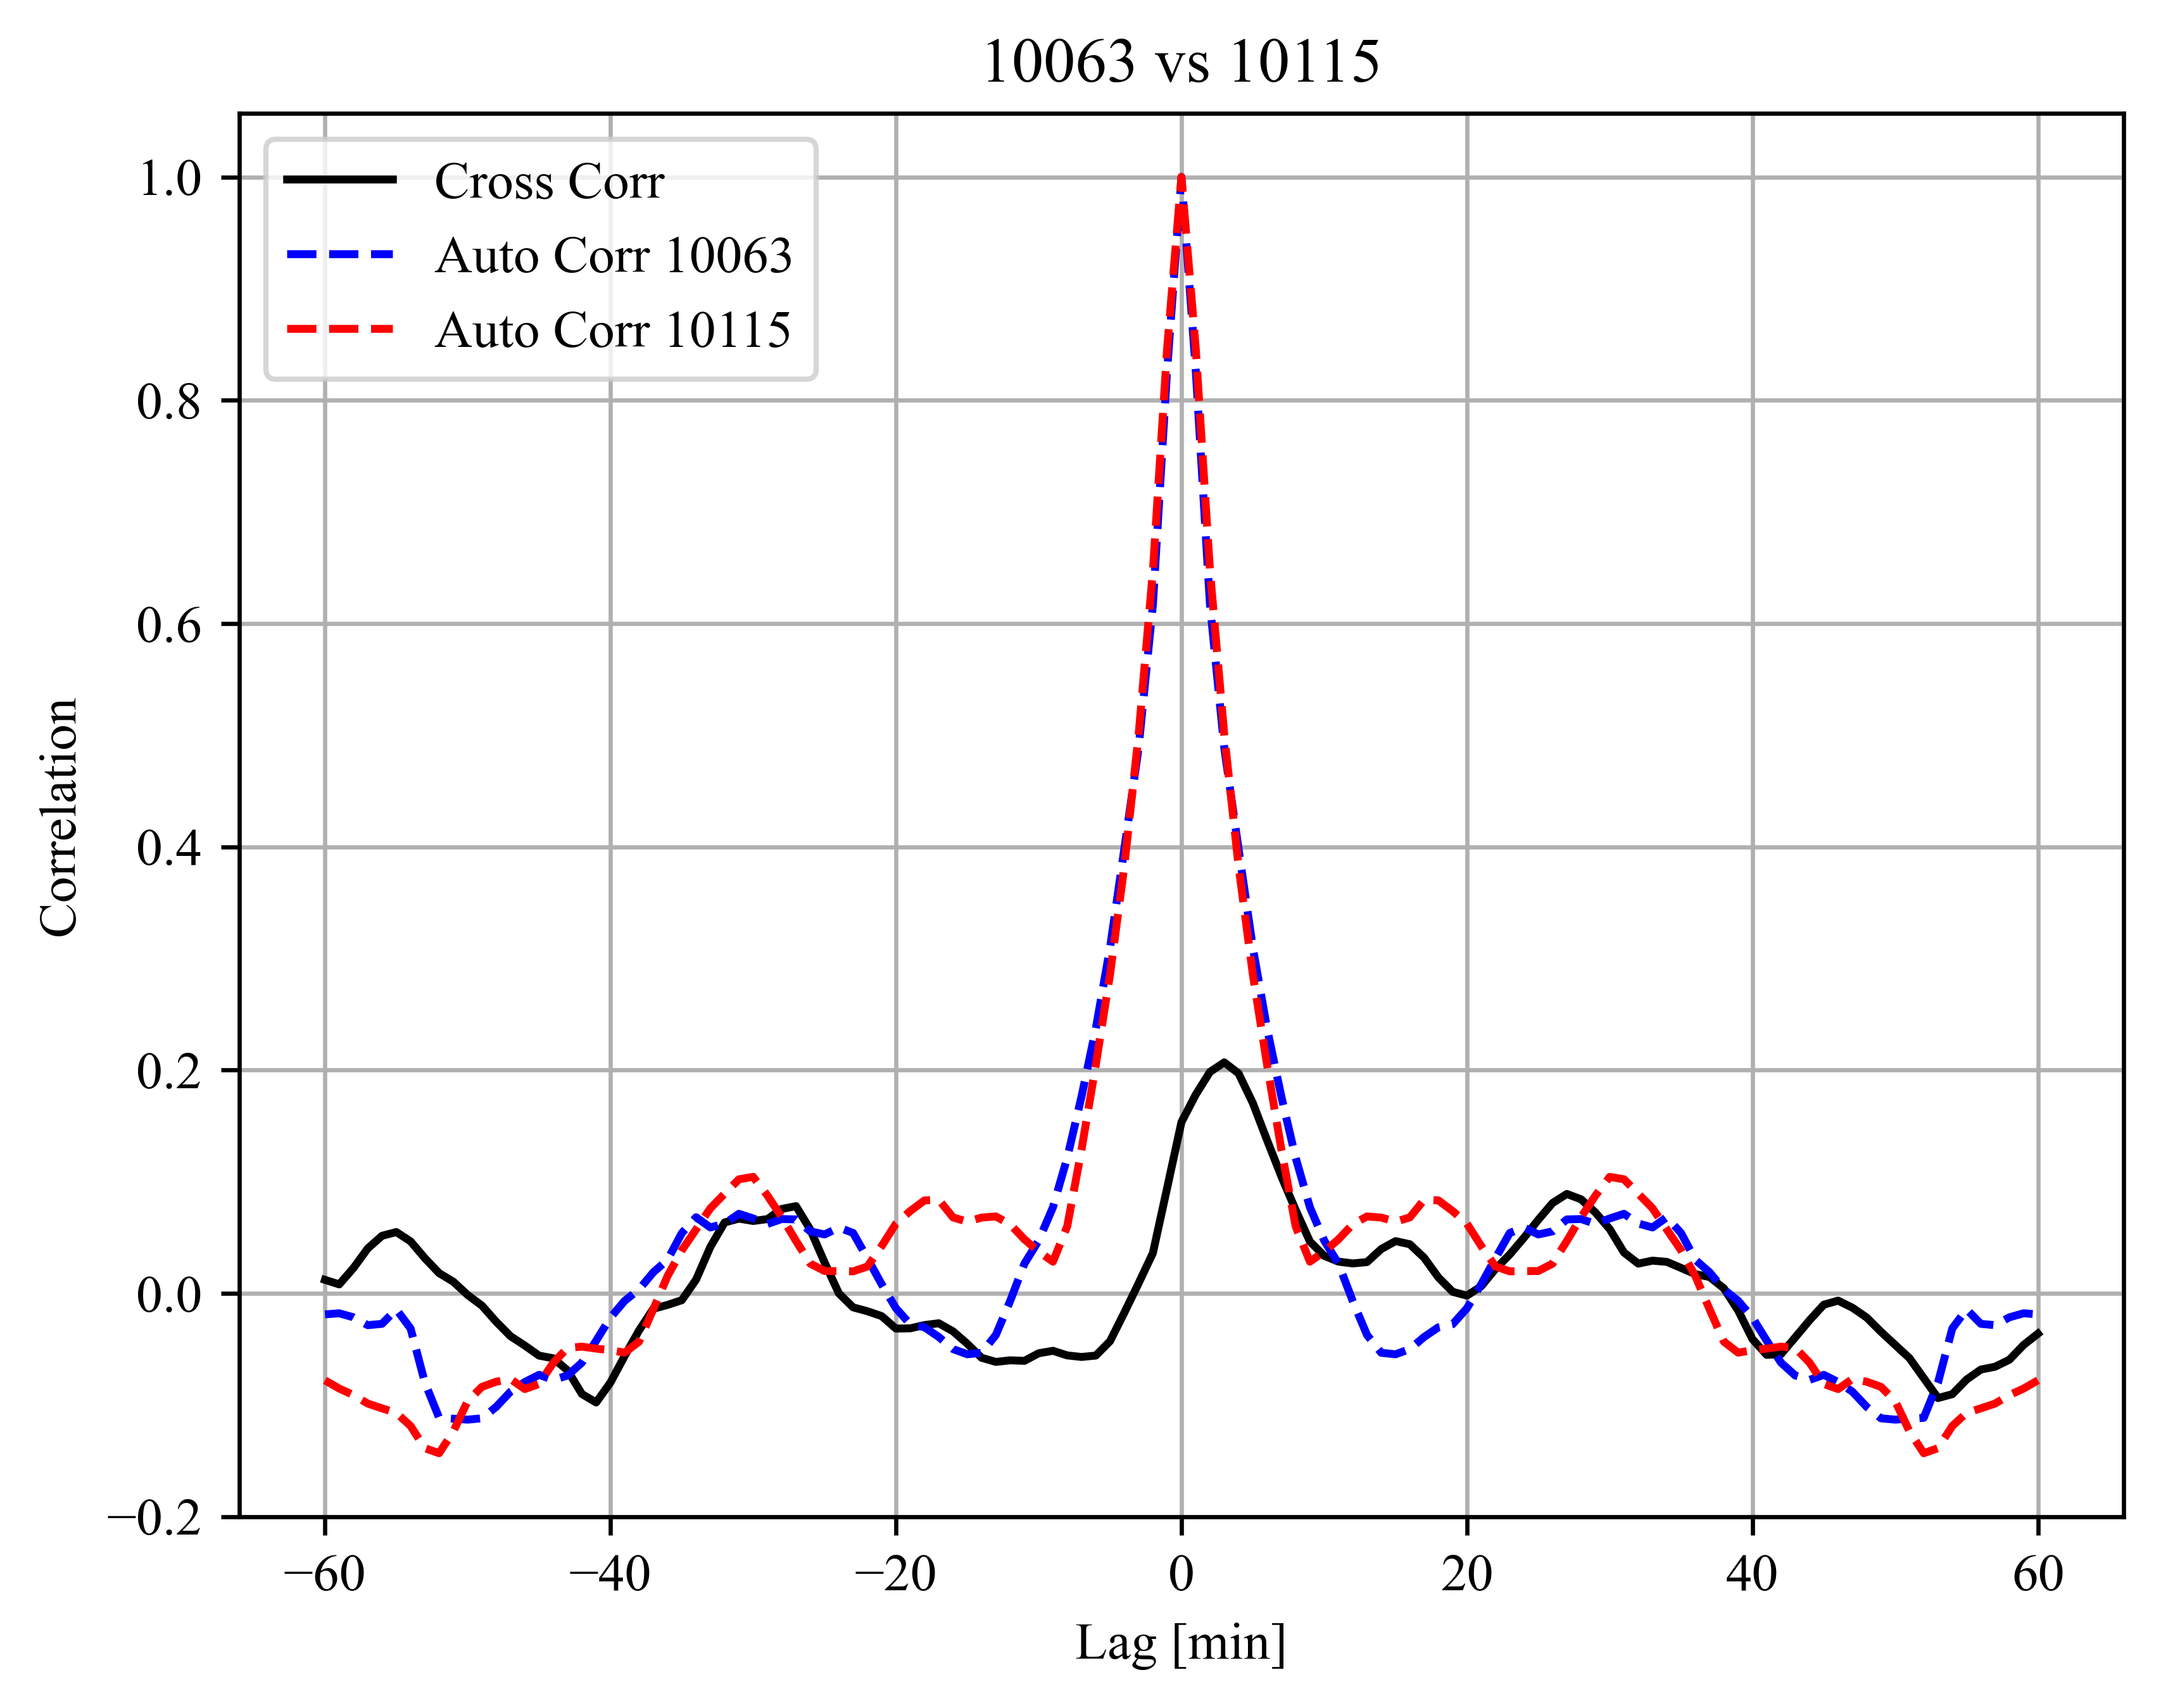 10063 vs 10115
Cross Corr
Auto Corr 10063
Auto Corr 10115
1.0
0.8
0.6
0.4
0.2
0.0
−0.2
Correlation
−60 −40 −20 0 20 40 60
Lag [min]